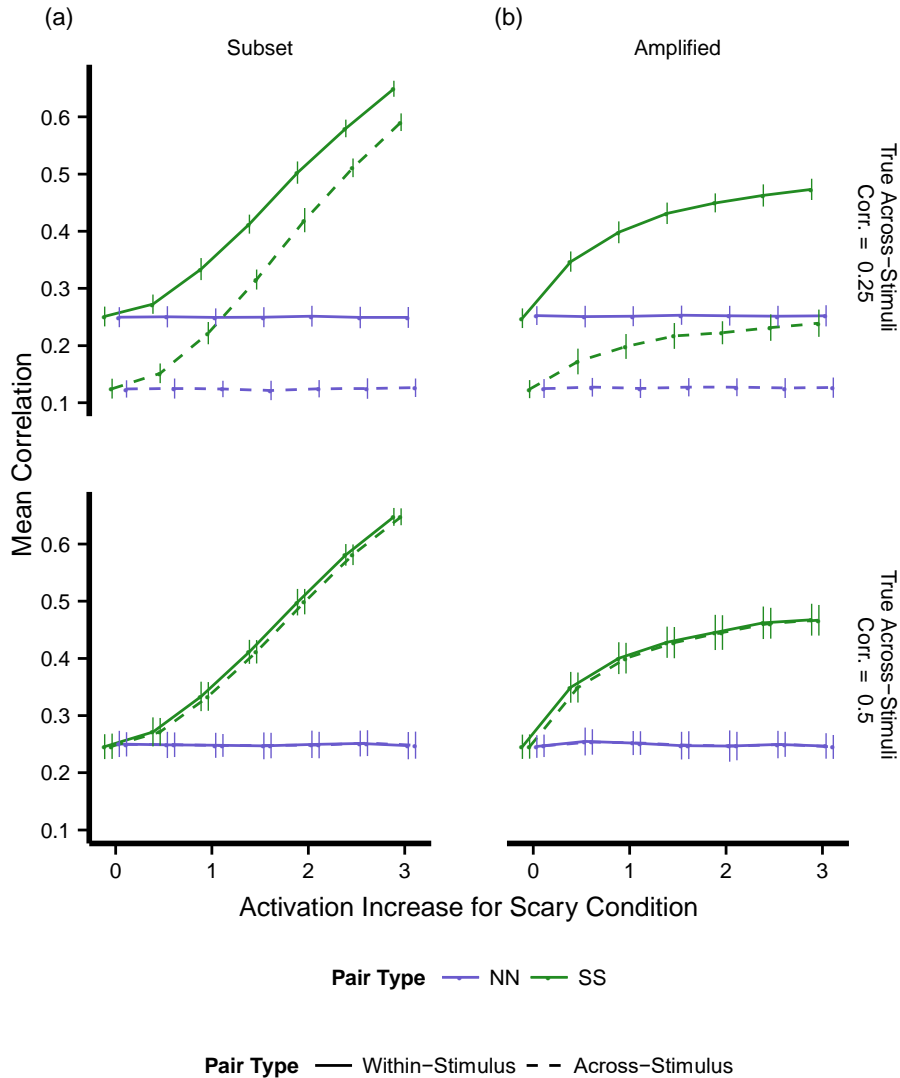 (a)
(b)
Subset
Amplified
0.6
0.5
0.4
0.3
0.2
0.1
True Across−Stimuli
Corr. = 0.25
Mean Correlation
0.6
0.5
0.4
0.3
0.2
0.1
True Across−Stimuli
Corr. = 0.5
0 1 2 3
0 1 2 3
Activation Increase for Scary Condition
Pair Type NN SS
Pair Type Within−Stimulus Across−Stimulus